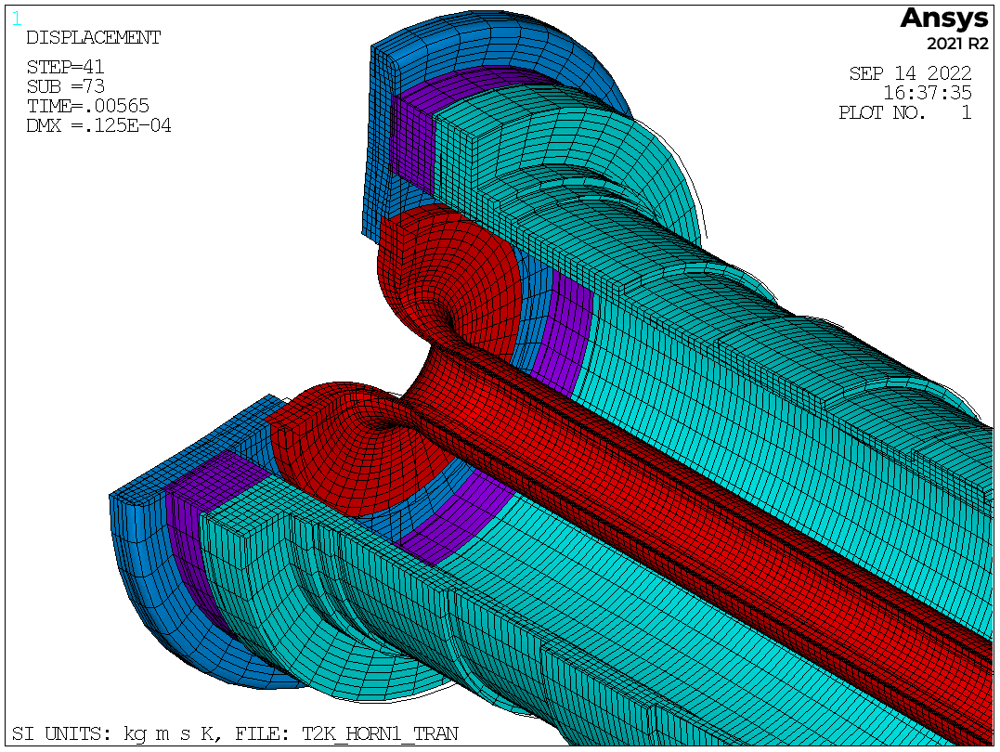 1
DISPLACEMENT
STEP=41
SUB =73
TIME=.00565
DMX =.125E-04
Ansys
2021 R2
SEP 14 2022
16:37:35
PLOT NO. 1
SI UNITS: kg m s K, FILE: T2K_HORN1_TRAN